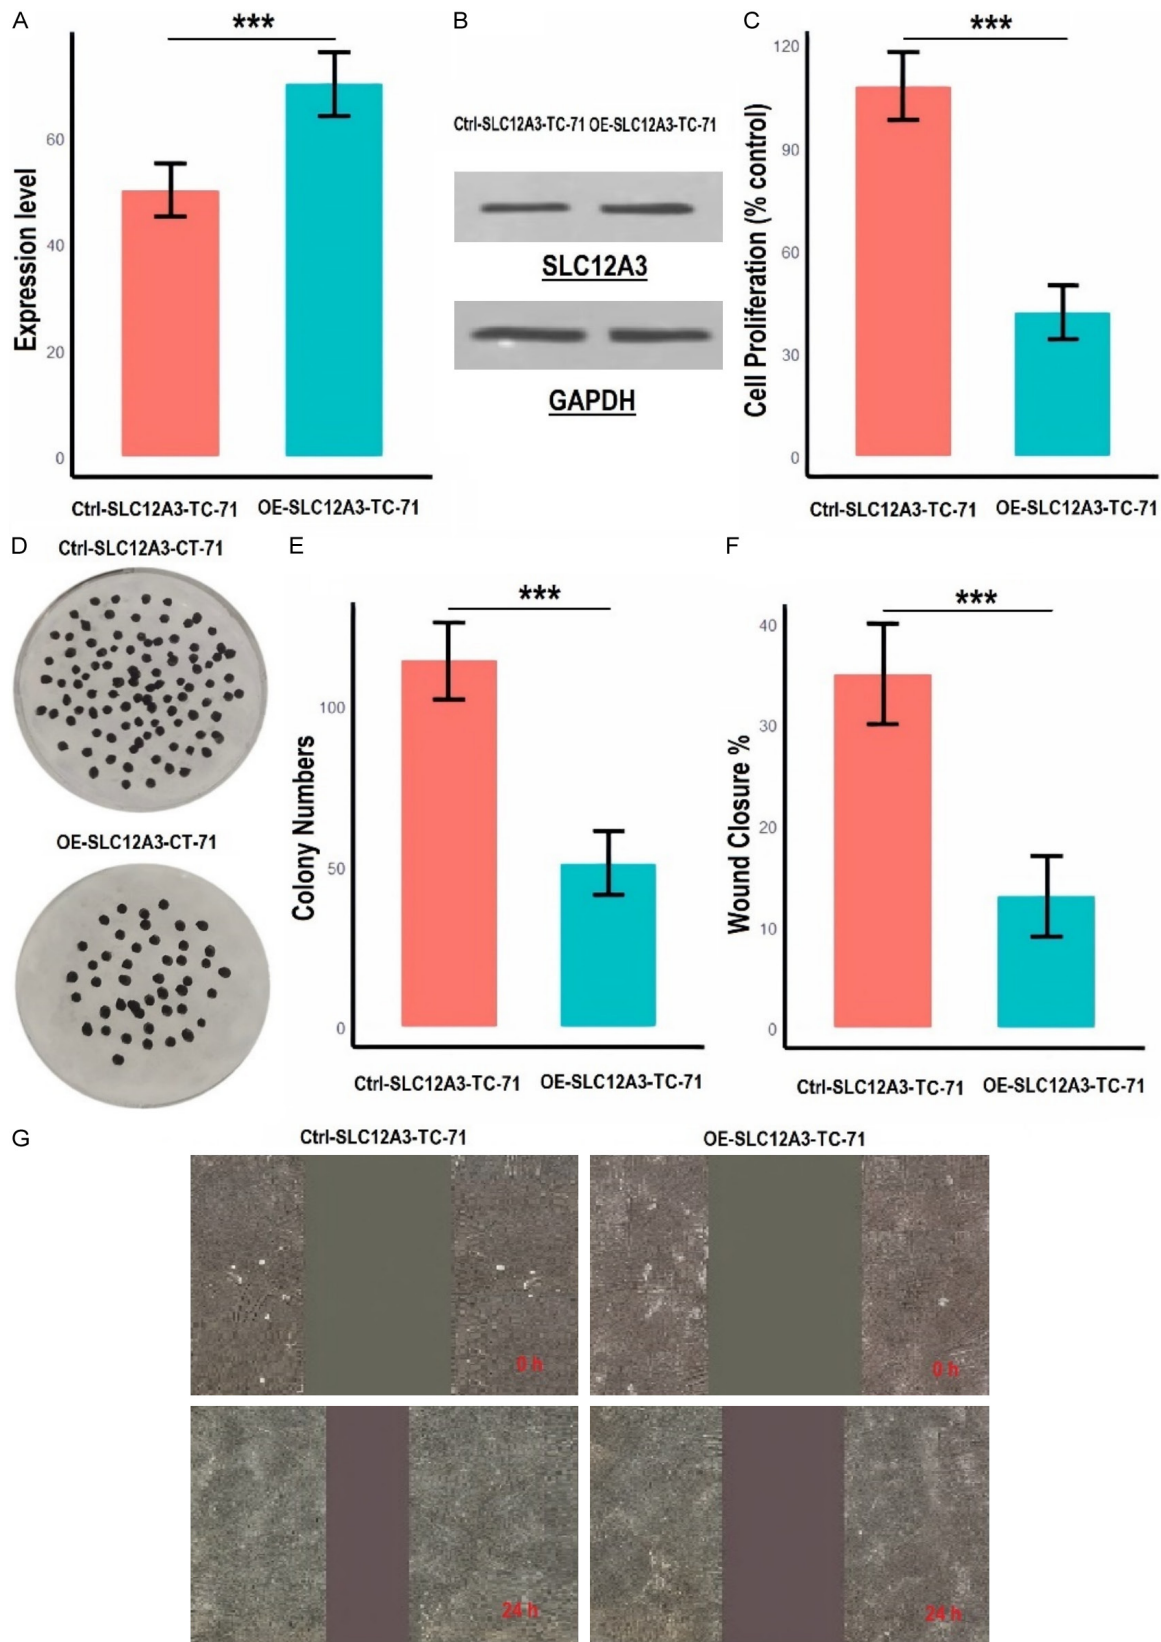 A
***
Expression level
60
40
20
0
Ctrl-SLC12A3-TC-71
OE-SLC12A3-TC-71
B
Ctrl-SLC12A3-TC-71 OE-SLC12A3-TC-71
SLC12A3
GAPDH
C
***
Cell Proliferation (% control)
120
90
60
30
0
Ctrl-SLC12A3-TC-71
OE-SLC12A3-TC-71
D
Ctrl-SLC12A3-CT-71
OE-SLC12A3-CT-71
E
***
Colony Numbers
100
50
0
Ctrl-SLC12A3-TC-71
OE-SLC12A3-TC-71
F
***
Wound Closure %
40
30
20
10
0
Ctrl-SLC12A3-TC-71
OE-SLC12A3-TC-71
G
Ctrl-SLC12A3-TC-71
OE-SLC12A3-TC-71
0 h
0 h
24 h
24 h